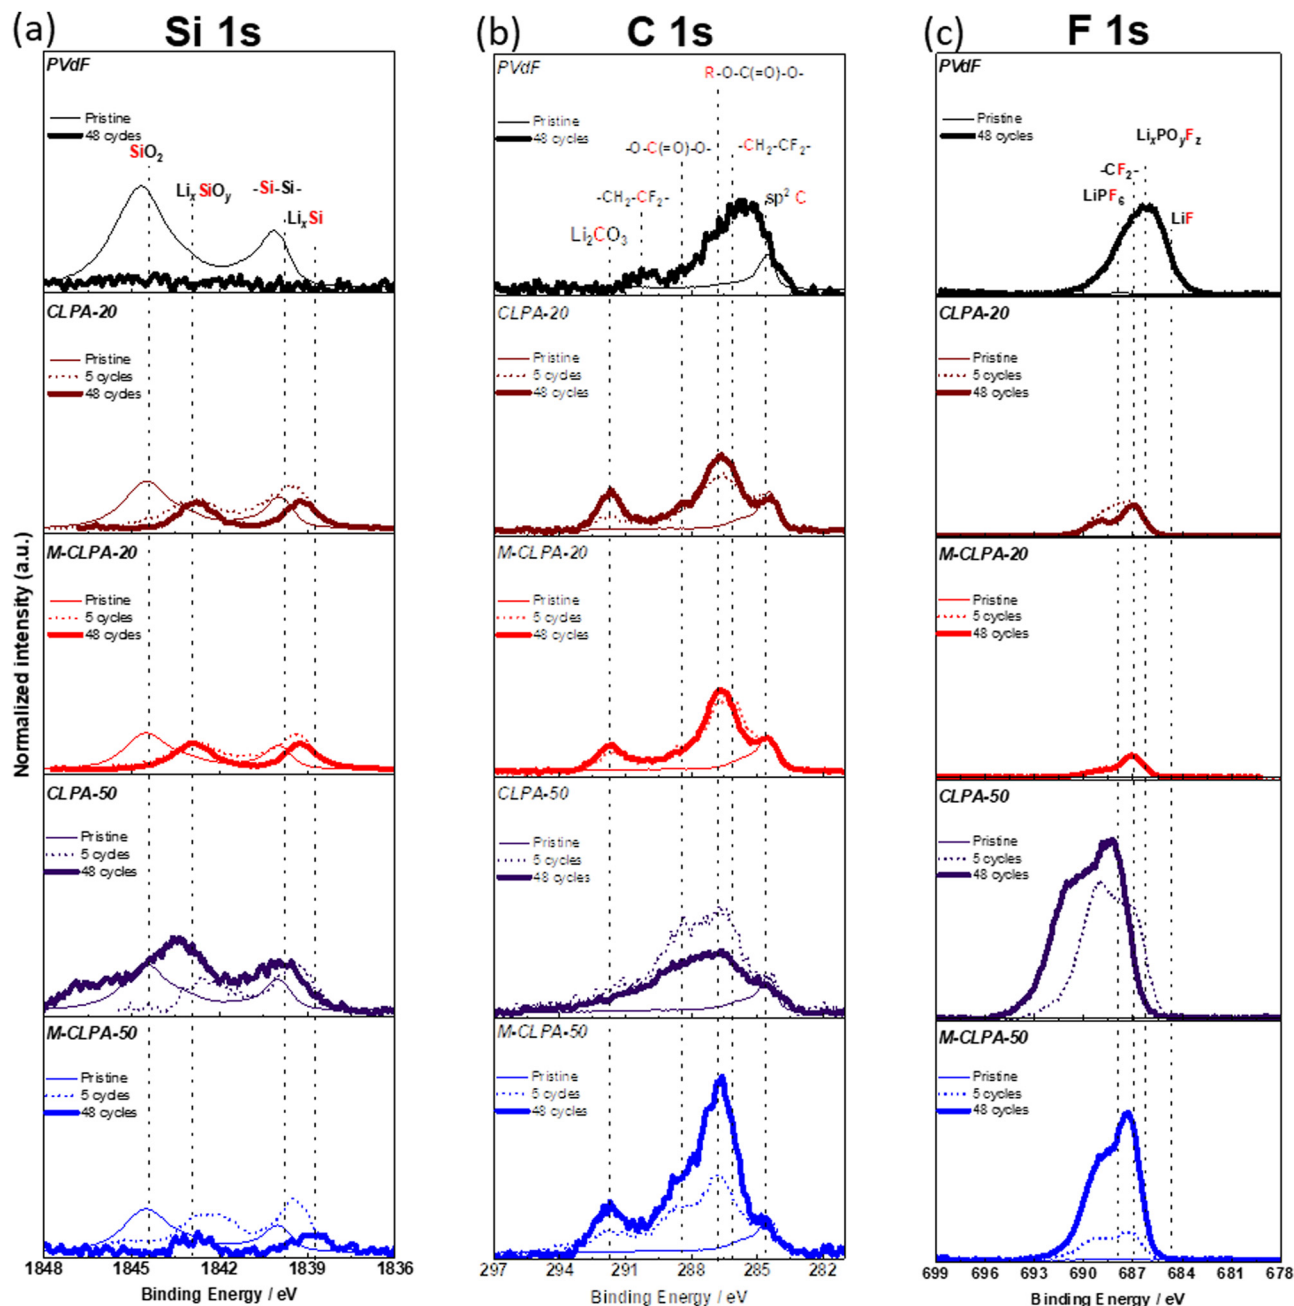 (a) Si 1s
PVdF
Pristine
48 cycles
SiO2
LixSiOy
-Si-Si-
LixSi
CLPA-20
Pristine
5 cycles
48 cycles
M-CLPA-20
Pristine
5 cycles
48 cycles
CLPA-50
Pristine
5 cycles
48 cycles
M-CLPA-50
Pristine
5 cycles
48 cycles
1848 1845 1842 1839 1836
Binding Energy / eV
Normalized intensity (a.u.)
(b) C 1s
PVdF
R-O-C(=O)-O-
Pristine
48 cycles
-O-C(=O)-O-
-CH2-CF2-
-CH2-CF2-
sp2 C
Li2CO3
CLPA-20
Pristine
5 cycles
48 cycles
M-CLPA-20
Pristine
5 cycles
48 cycles
CLPA-50
Pristine
5 cycles
48 cycles
M-CLPA-50
Pristine
5 cycles
48 cycles
297 294 291 288 285 282
Binding Energy / eV
(c) F 1s
PVdF
Pristine
48 cycles
LixPOyFz
-CF2-
LiPF6
LiF
CLPA-20
Pristine
5 cycles
48 cycles
M-CLPA-20
Pristine
5 cycles
48 cycles
CLPA-50
Pristine
5 cycles
48 cycles
M-CLPA-50
Pristine
5 cycles
48 cycles
699 696 693 690 687 684 681 678
Binding Energy / eV